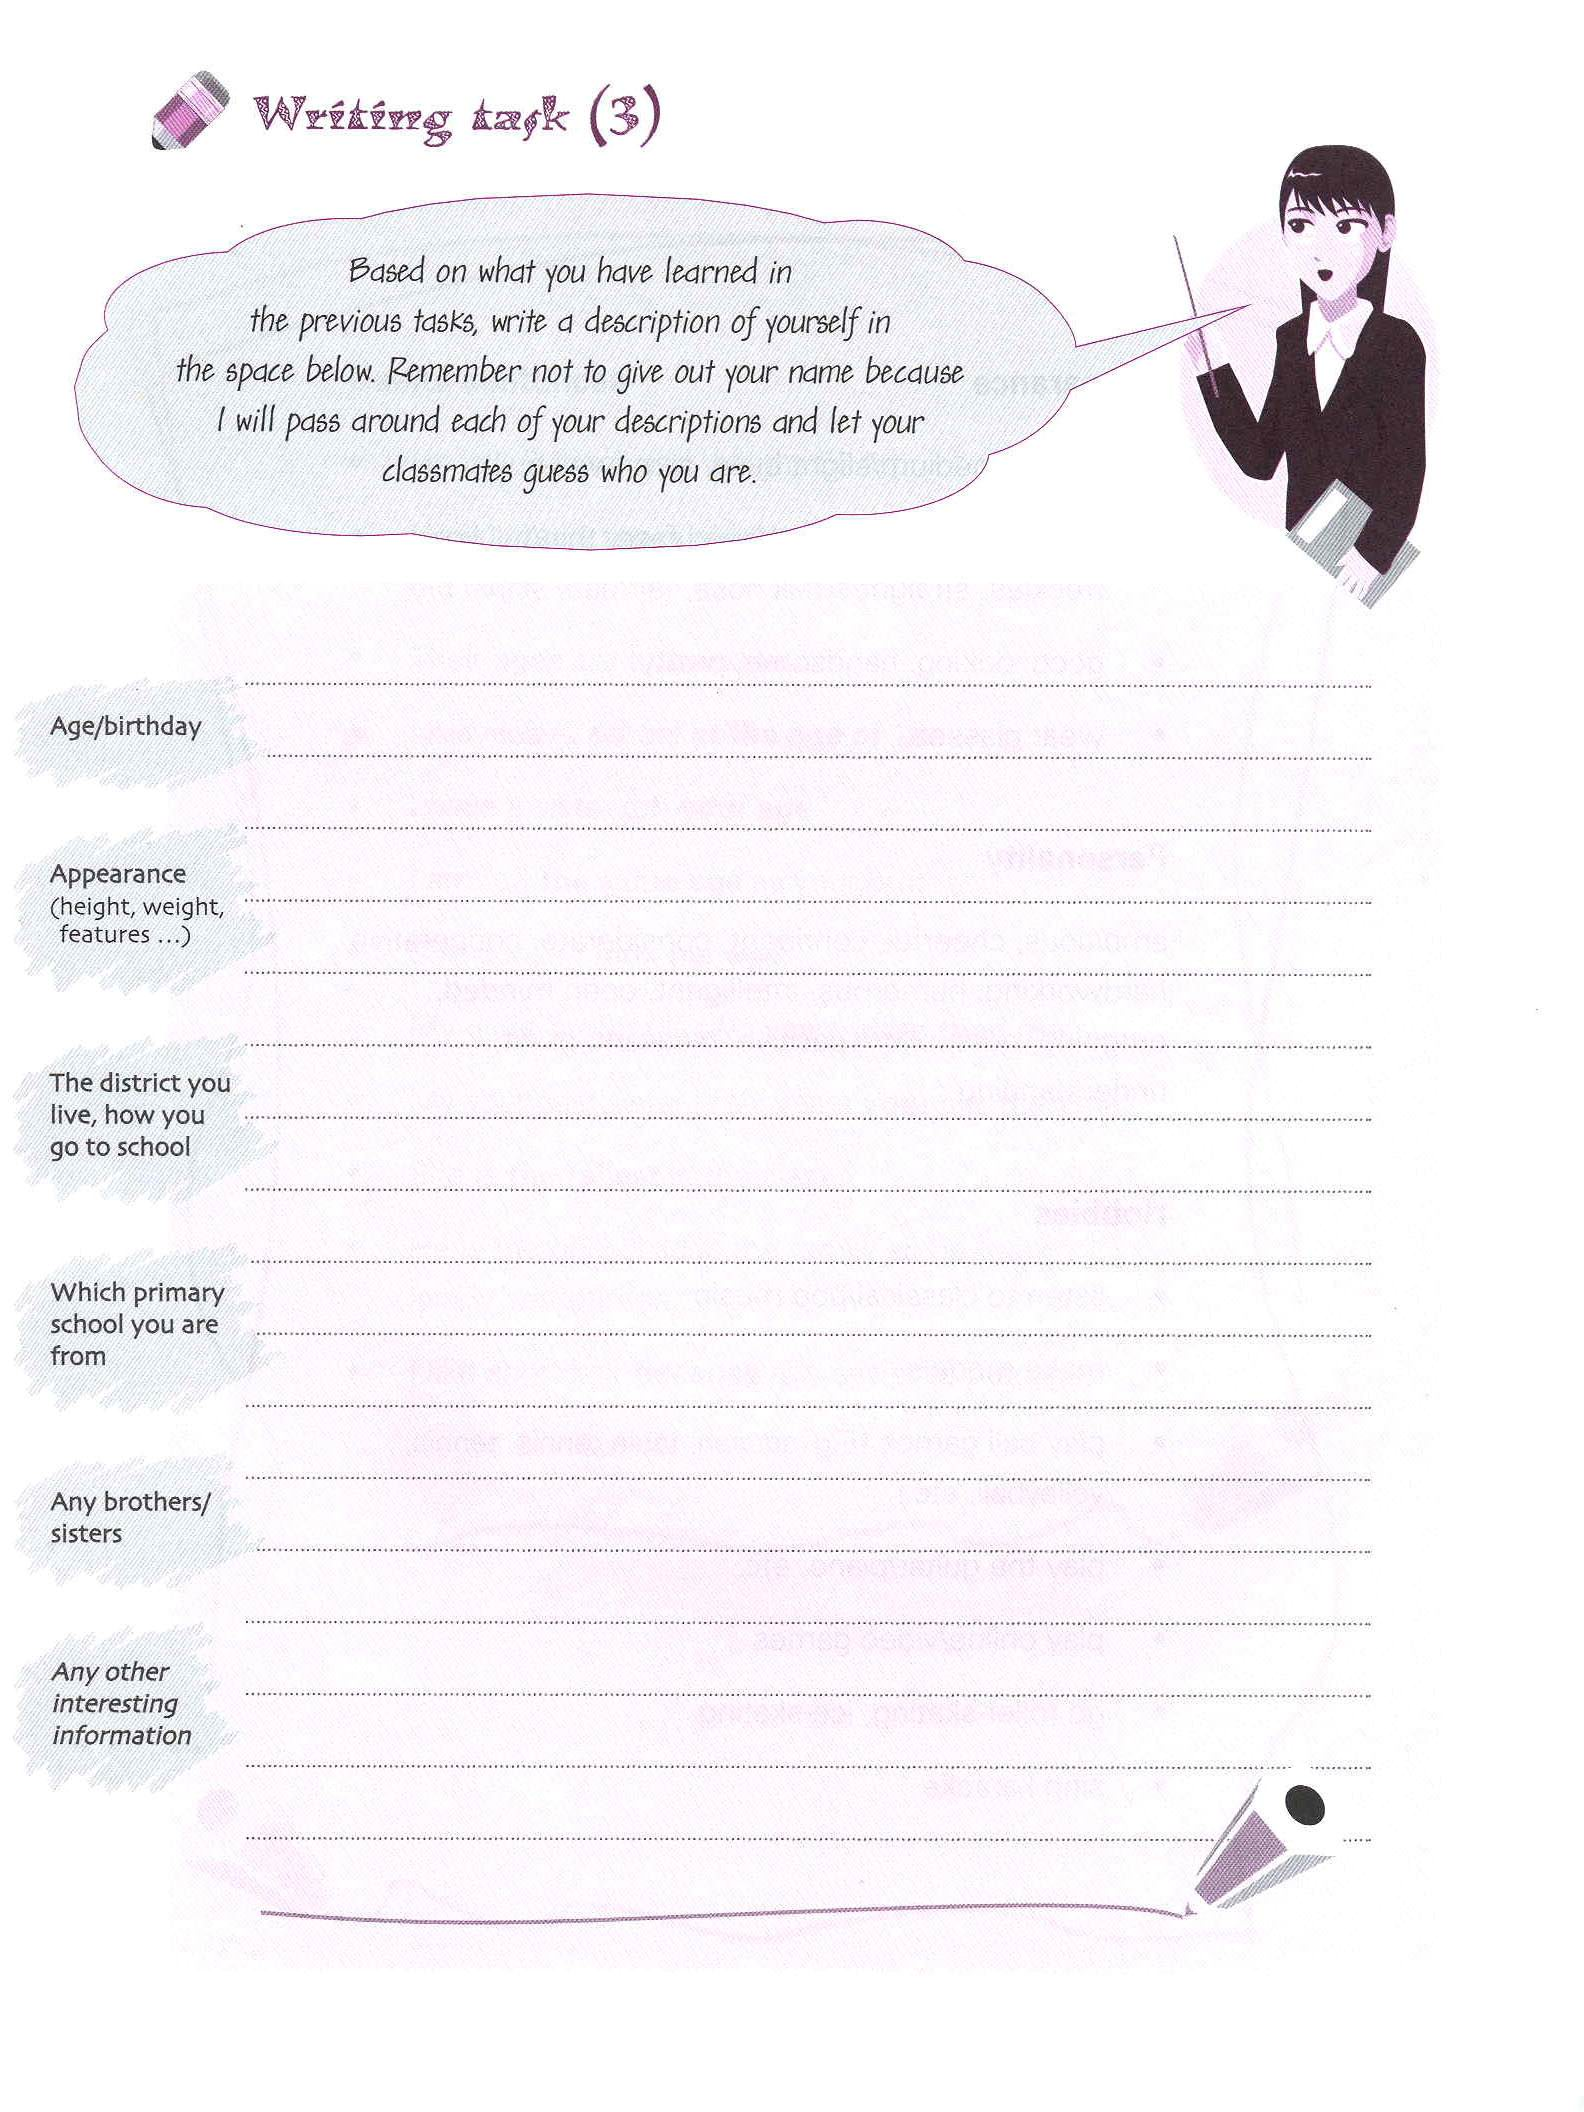 Writing task (3)
Based on what you have learned in
the previous tasks, write a description of yourself in
the space below. Remember not to give out your name because
I will pass around each of your descriptions and let your
classmates guess who you are.
Age/birthday
Appearance
(height, weight,
features ...)
The district you
live, how you
go to school
Which primary
school you are
from
Any brothers/
sisters
Any other
interesting
information